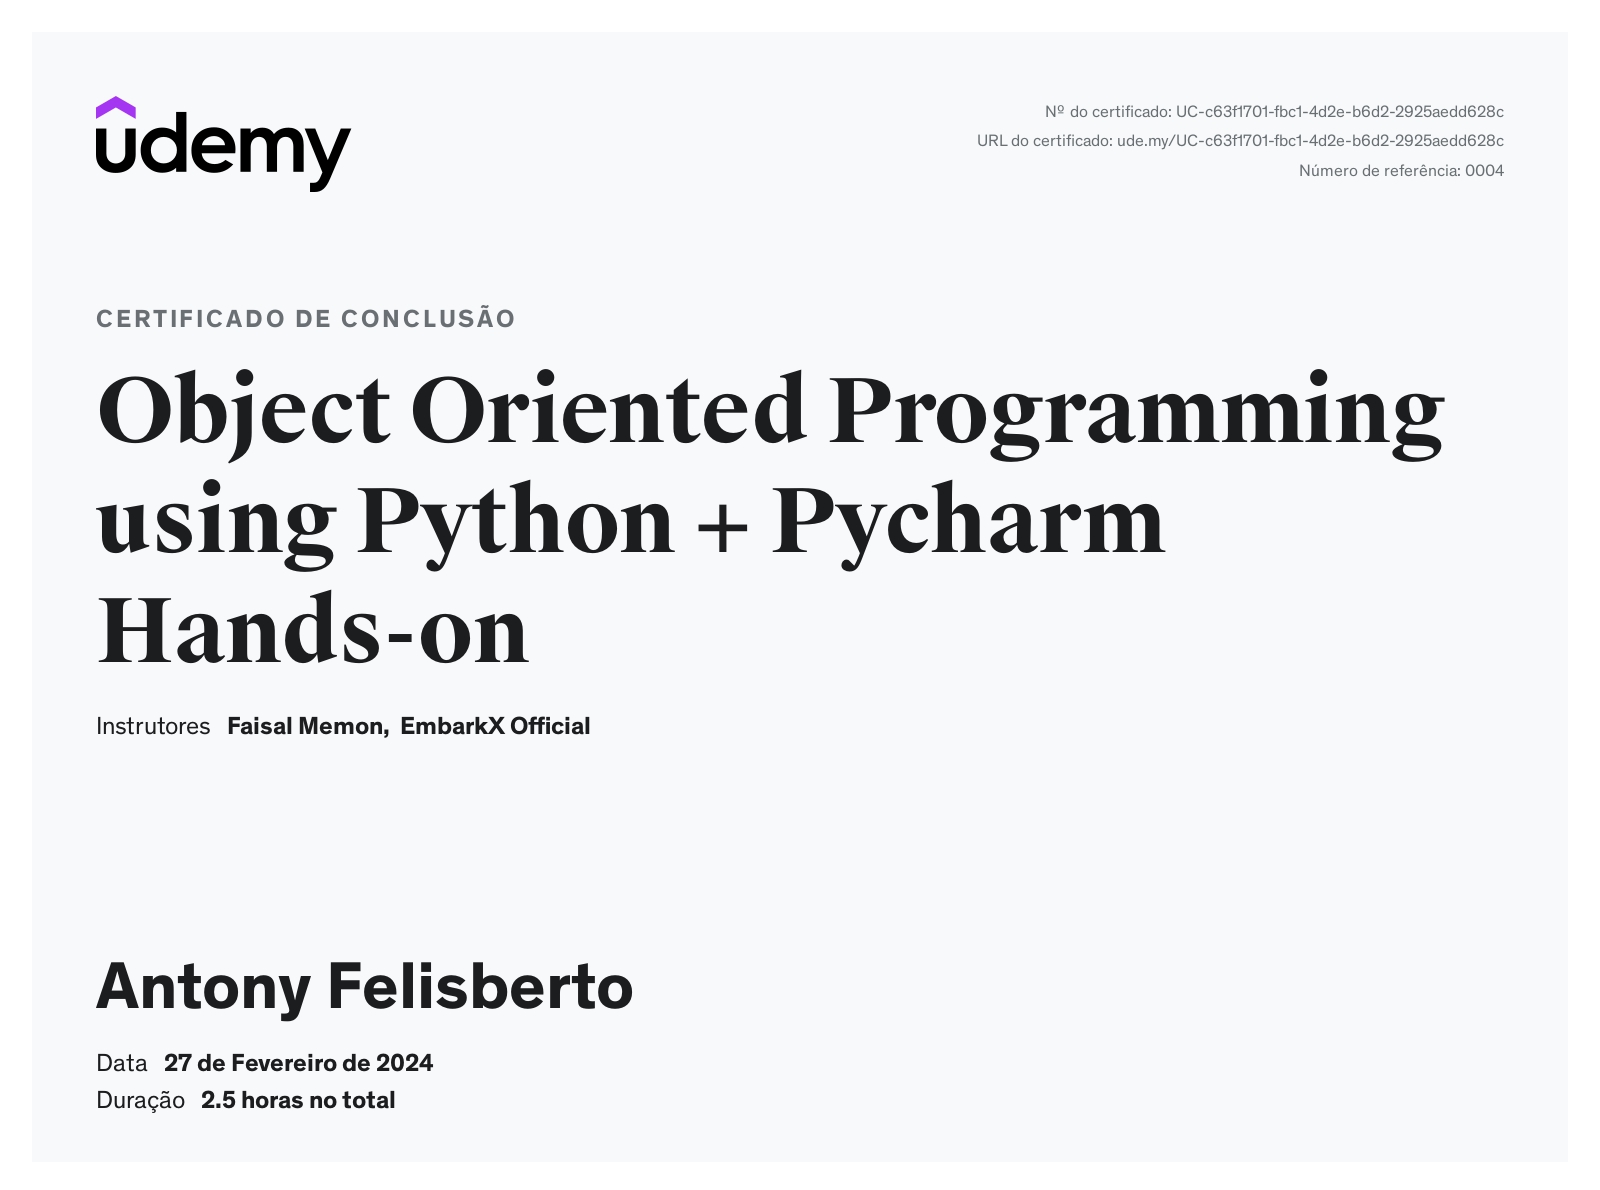 udemy
Nº do certificado: UC-c63f1701-fbc1-4d2e-b6d2-2925aedd628c
URL do certificado: ude.my/UC-c63f1701-fbc1-4d2e-b6d2-2925aedd628c
Número de referência: 0004
CERTIFICADO DE CONCLUSÃO
Object Oriented Programming
using Python + Pycharm
Hands-on
Instrutores Faisal Memon, EmbarkX Official
Antony Felisberto
Data 27 de Fevereiro de 2024
Duração 2.5 horas no total